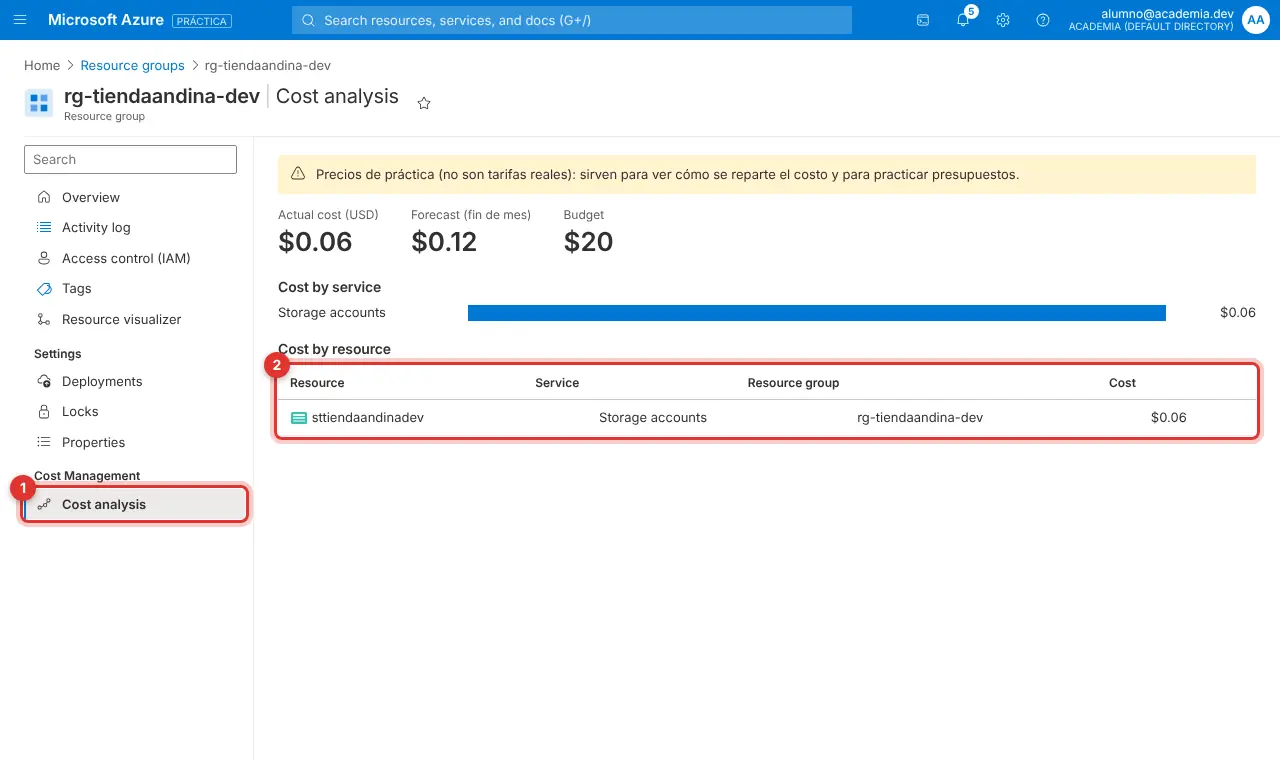 Microsoft Azure PRÁCTICA
Search resources, services, and docs (G+/)
5
alumno@academia.dev
ACADEMIA (DEFAULT DIRECTORY)
AA
Home > Resource groups > rg-tiendaandina-dev
rg-tiendaandina-dev | Cost analysis
Resource group
Search
Overview
Activity log
Access control (IAM)
Tags
Resource visualizer
Settings
Deployments
Locks
Properties
Cost Management
1
Cost analysis
Precios de práctica (no son tarifas reales): sirven para ver cómo se reparte el costo y para practicar presupuestos.
Actual cost (USD) Forecast (fin de mes) Budget
$0.06 $0.12 $20
Cost by service
Storage accounts $0.06
Cost by resource
2
Resource Service Resource group Cost
sttiendaandinadev Storage accounts rg-tiendaandina-dev $0.06